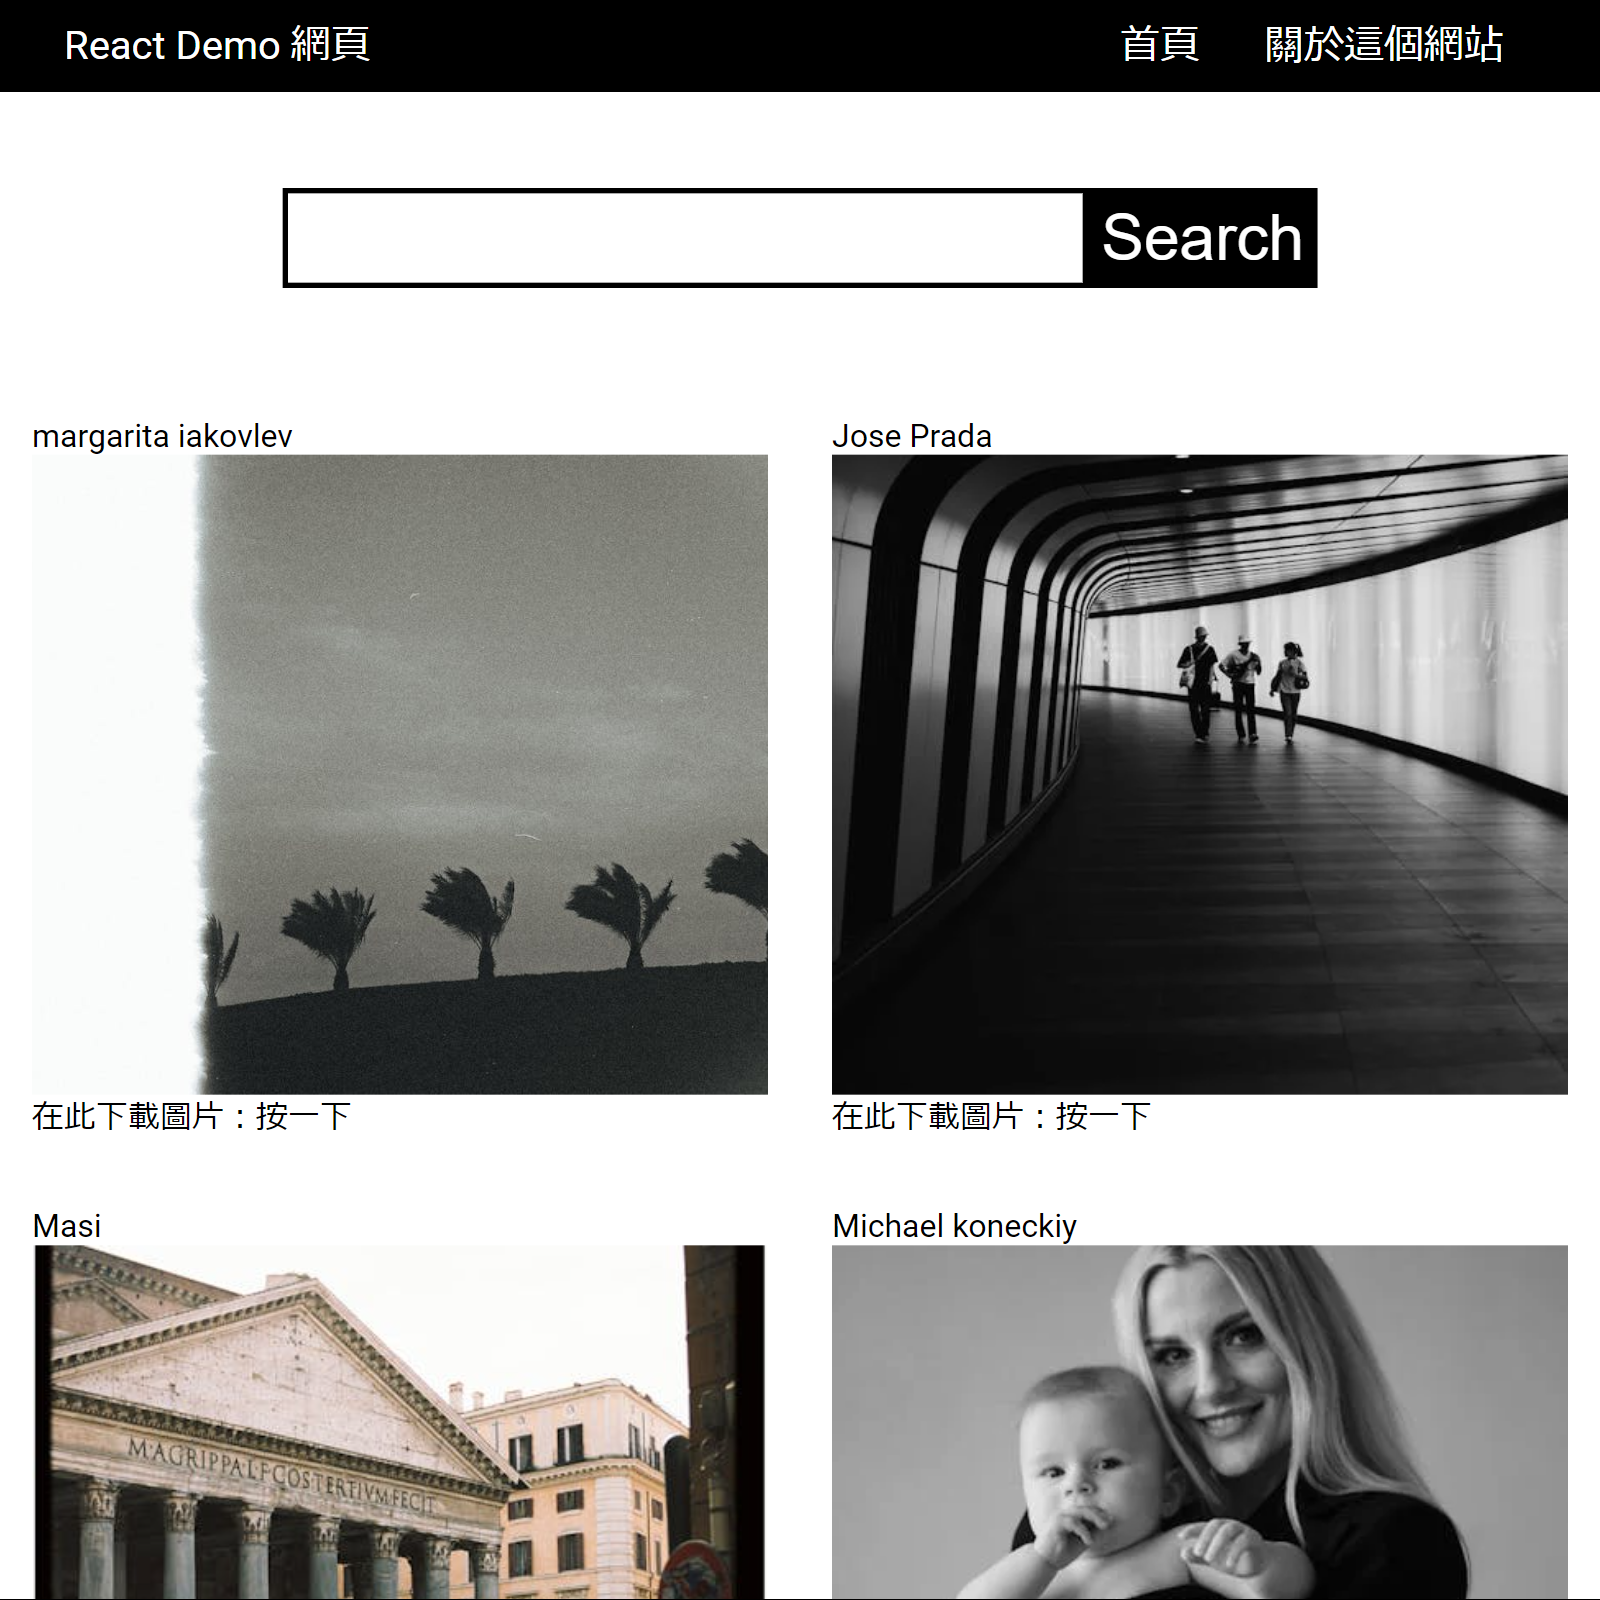 React Demo 網頁
首頁
關於這個網站
Search
margarita iakovlev
Jose Prada
在此下載圖片：按一下
在此下載圖片：按一下
Masi
Michael koneckiy
M·AGRIPPA·L·F·COS·TERTIVM·FECIT